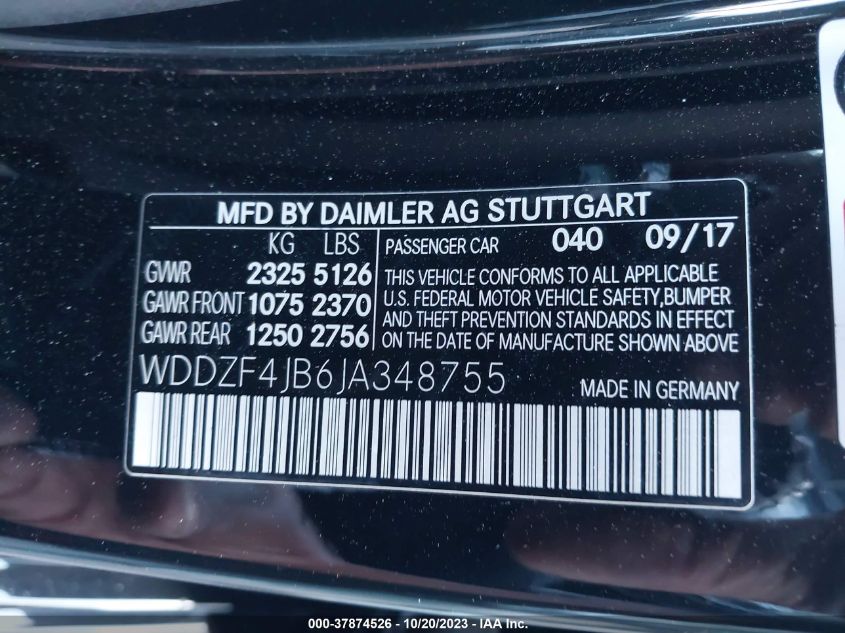 MFD BY DAIMLER AG STUTTGART
KG LBS
GWR 2325 5126
GAWR FRONT 1075 2370
GAWR REAR 1250 2756
PASSENGER CAR 040 09/17
THIS VEHICLE CONFORMS TO ALL APPLICABLE
U.S. FEDERAL MOTOR VEHICLE SAFETY,BUMPER
AND THEFT PREVENTION STANDARDS IN EFFECT
ON THE DATE OF MANUFACTURE SHOWN ABOVE
WDDZF4JB6JA348755
MADE IN GERMANY
000-37874526 - 10/20/2023 - IAA Inc.